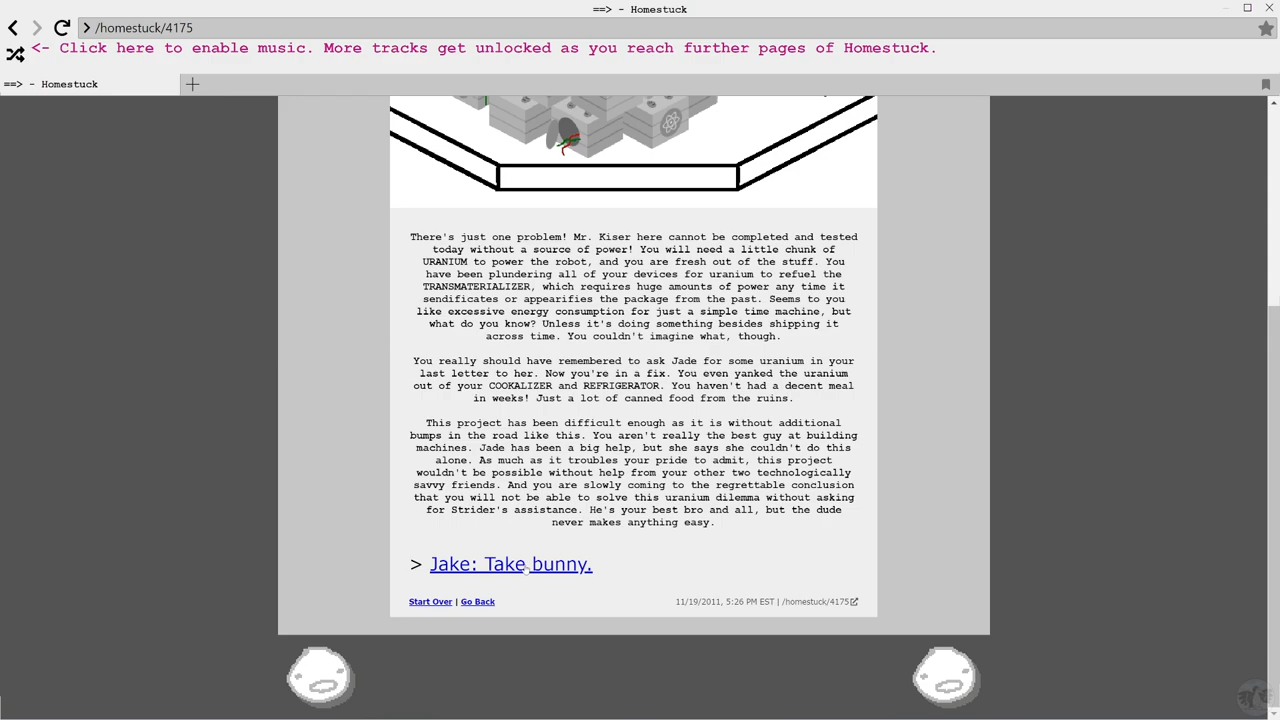 ==> - Homestuck
/homestuck/4175
<- Click here to enable music. More tracks get unlocked as you reach further pages of Homestuck.
==> - Homestuck
There's just one problem! Mr. Kiser here cannot be completed and tested
today without a source of power! You will need a little chunk of
URANIUM to power the robot, and you are fresh out of the stuff. You
have been plundering all of your devices for uranium to refuel the
TRANSMATERIALIZER, which requires huge amounts of power any time it
sendificates or appearifies the package from the past. Seems to you
like excessive energy consumption for just a simple time machine, but
what do you know? Unless it's doing something besides shipping it
across time. You couldn't imagine what, though.
You really should have remembered to ask Jade for some uranium in your
last letter to her. Now you're in a fix. You even yanked the uranium
out of your COOKALIZER and REFRIGERATOR. You haven't had a decent meal
in weeks! Just a lot of canned food from the ruins.
This project has been difficult enough as it is without additional
bumps in the road like this. You aren't really the best guy at building
machines. Jade has been a big help, but she says she couldn't do this
alone. As much as it troubles your pride to admit, this project
wouldn't be possible without help from your other two technologically
savvy friends. And you are slowly coming to the regrettable conclusion
that you will not be able to solve this uranium dilemma without asking
for Strider's assistance. He's your best bro and all, but the dude
never makes anything easy.
> Jake: Take bunny.
Start Over | Go Back
11/19/2011, 5:26 PM EST | /homestuck/4175